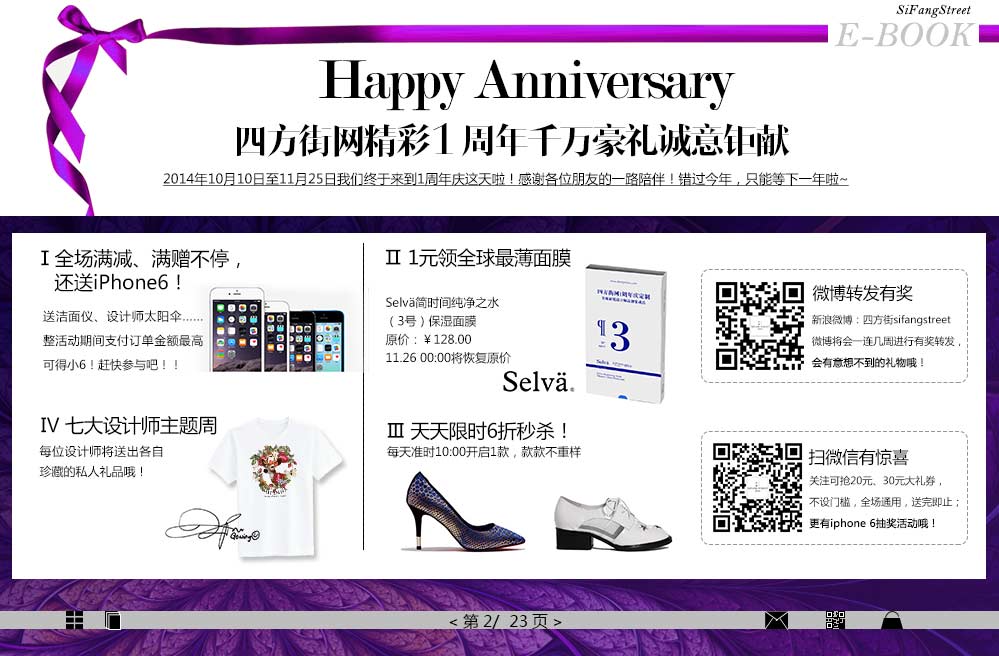 SiFangStreet
E-BOOK
Happy Anniversary
四方街网精彩1周年千万豪礼诚意钜献
2014年10月10日至11月25日我们终于来到1周年庆这天啦！感谢各位朋友的一路陪伴！错过今年，只能等下一年啦~
Ⅰ 全场满减、满赠不停，
还送iPhone6！
送洁面仪、设计师太阳伞......
整活动期间支付订单金额最高
可得小6！赶快参与吧！！
Ⅱ 1元领全球最薄面膜
Selvä简时间纯净之水
（3号）保湿面膜
原价：￥128.00
11.26 00:00将恢复原价
Selvä®
四方街网1周年庆定制
¶3
Selvä
微博转发有奖
新浪微博：四方街sifangstreet
微博将会一连几周进行有奖转发，
会有意想不到的礼物哦！
Ⅳ 七大设计师主题周
每位设计师将送出各自
珍藏的私人礼品哦！
Ⅲ 天天限时6折秒杀！
每天准时10:00开启1款，款款不重样
扫微信有惊喜
关注可抢20元、30元大礼券，
不设门槛，全场通用，送完即止；
更有iphone 6抽奖活动哦！
< 第 2/ 23 页 >